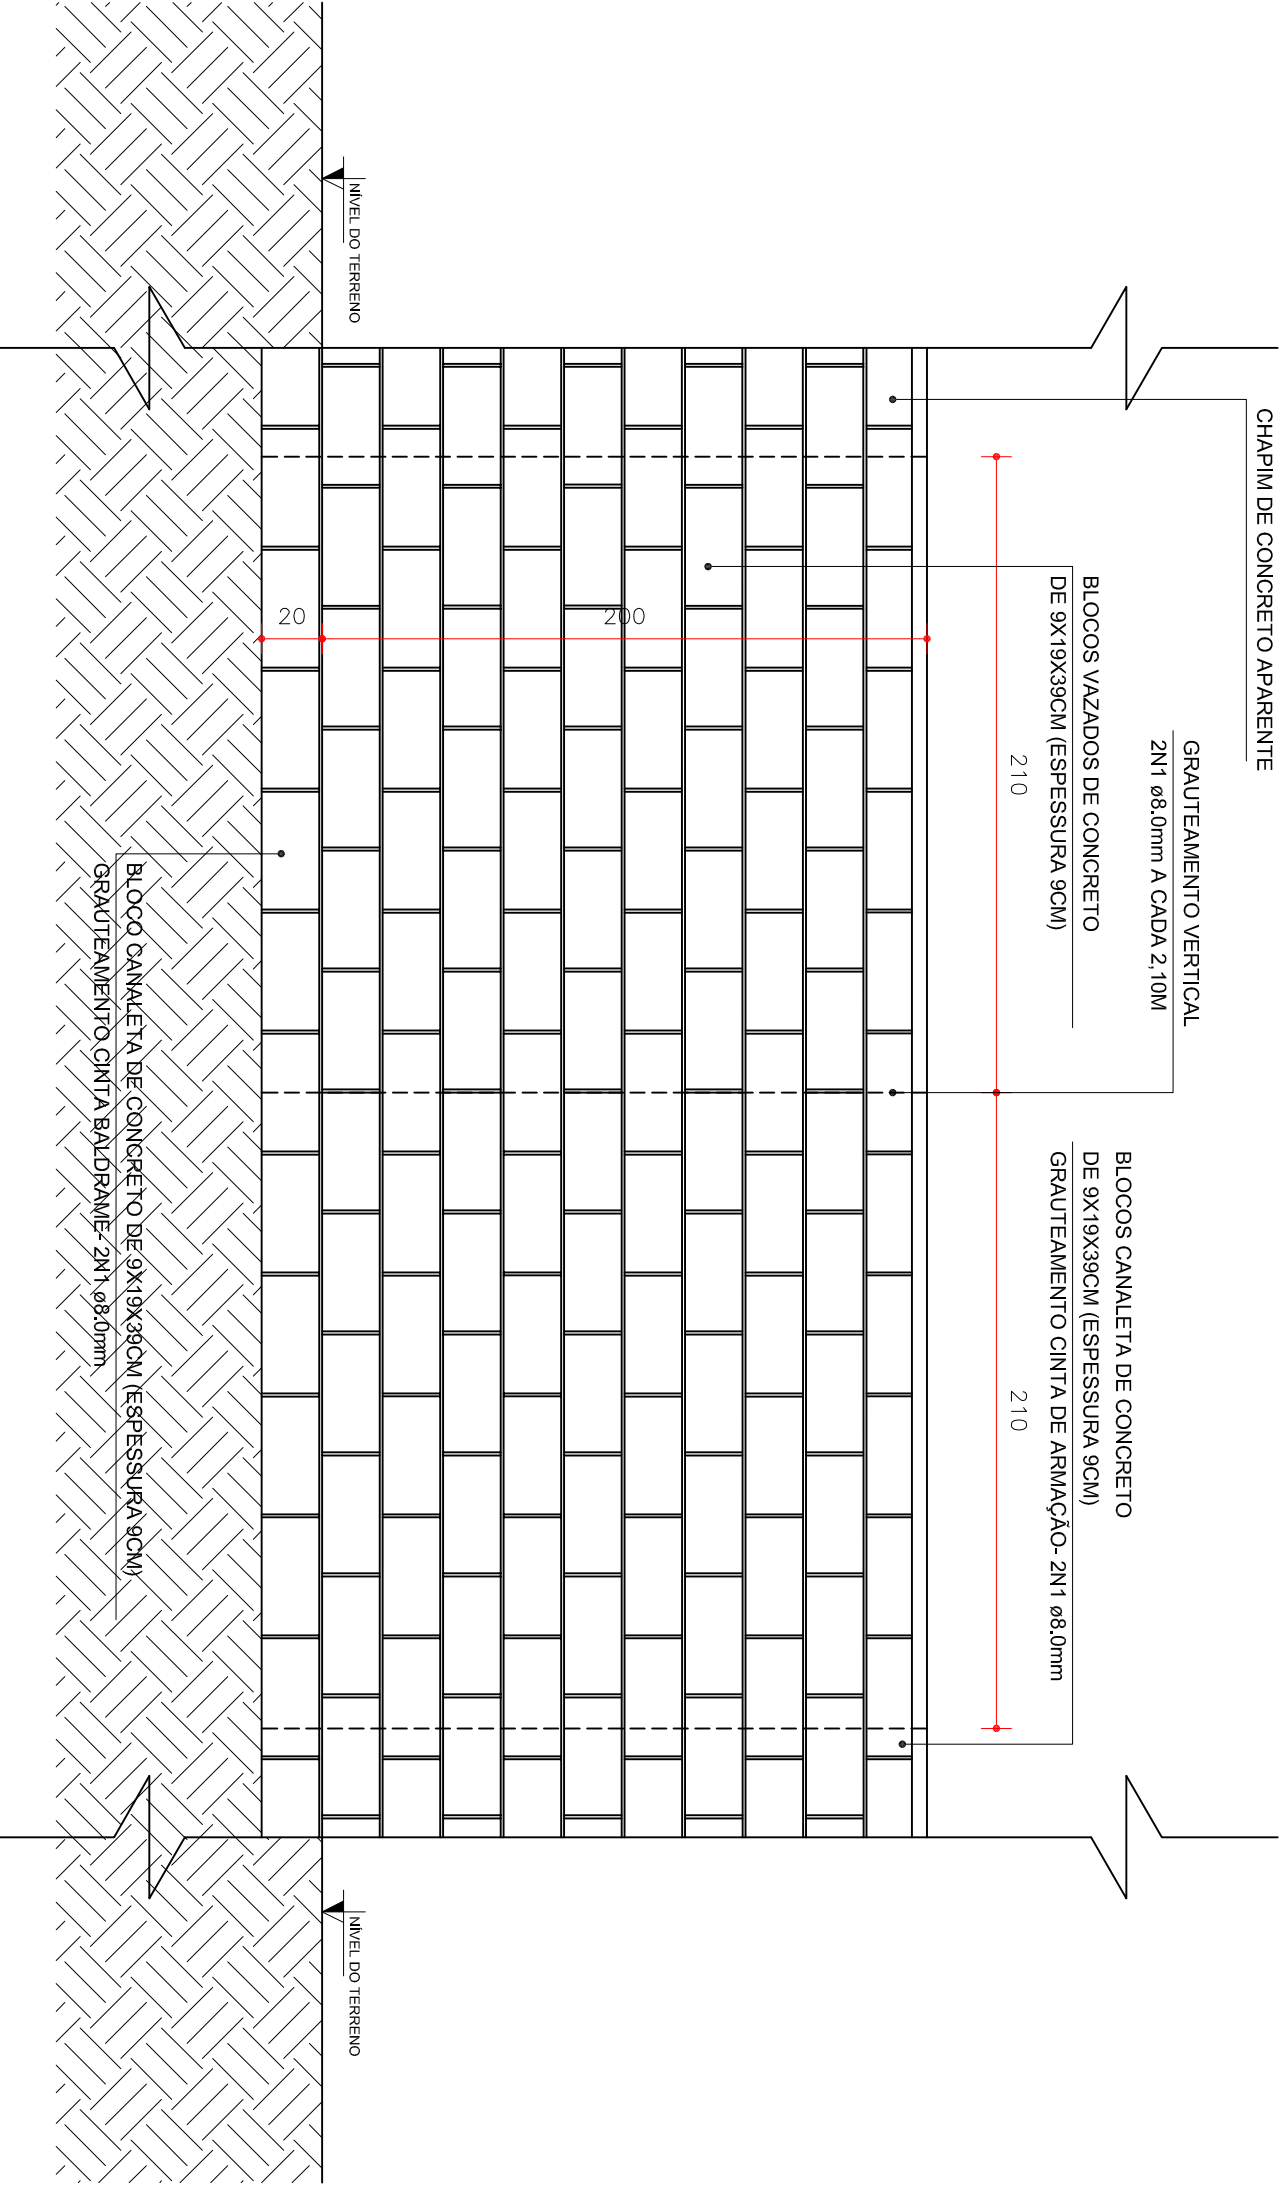 CHAPIM DE CONCRETO APARENTE
GRAUTEAMENTO VERTICAL
2N1 ø8.0mm A CADA 2,10M
BLOCOS VAZADOS DE CONCRETO
DE 9X19X39CM (ESPESSURA 9CM)
BLOCOS CANALETA DE CONCRETO
DE 9X19X39CM (ESPESSURA 9CM)
GRAUTEAMENTO CINTA DE ARMAÇÃO- 2N1 ø8.0mm
210
210
200
20
NÍVEL DO TERRENO
NÍVEL DO TERRENO
BLOCO CANALETA DE CONCRETO DE 9X19X39CM (ESPESSURA 9CM)
GRAUTEAMENTO CINTA BALDRAME- 2N1 ø8.0mm